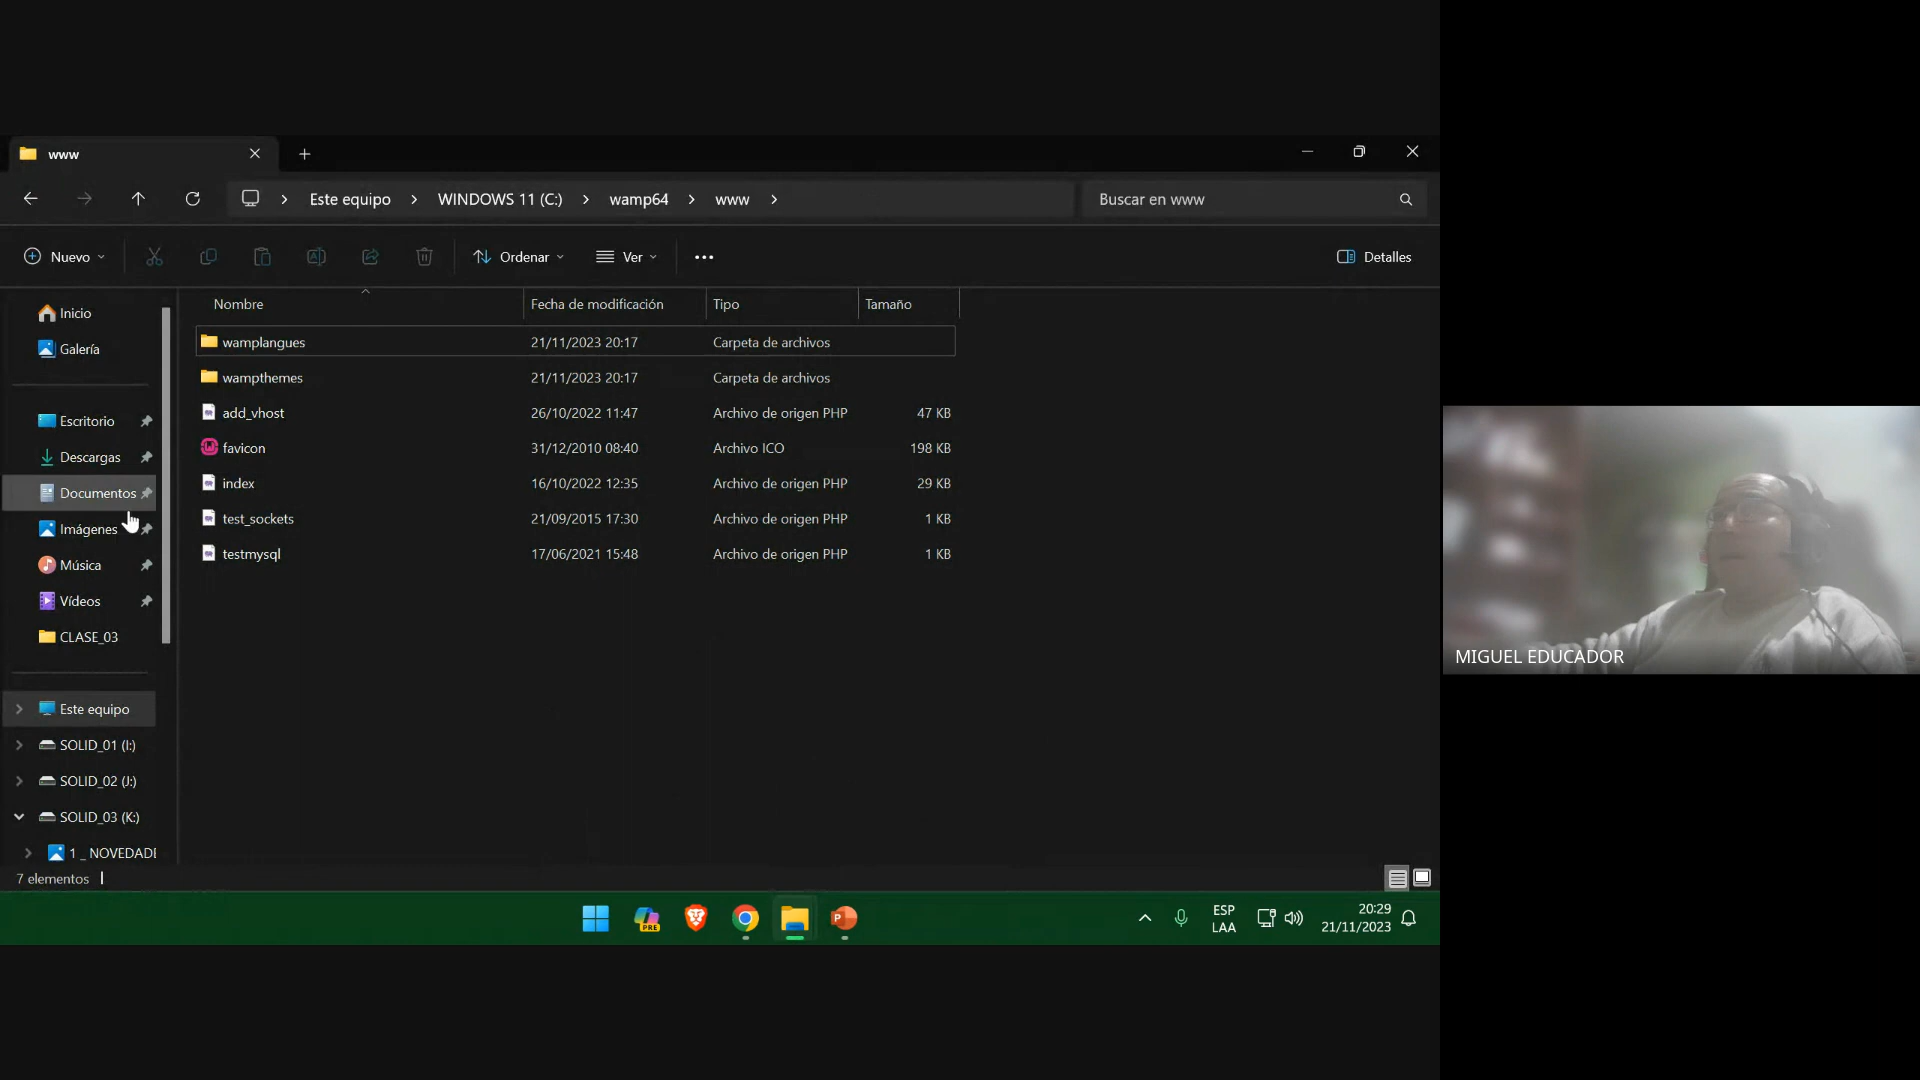 www
Este equipo > WINDOWS 11 (C:) > wamp64 > www >
Buscar en www
Nuevo
Ordenar
Ver
Detalles
Nombre Fecha de modificación Tipo Tamaño
wamplangues 21/11/2023 20:17 Carpeta de archivos
wampthemes 21/11/2023 20:17 Carpeta de archivos
add_vhost 26/10/2022 11:47 Archivo de origen PHP 47 KB
favicon 31/12/2010 08:40 Archivo ICO 198 KB
index 16/10/2022 12:35 Archivo de origen PHP 29 KB
test_sockets 21/09/2015 17:30 Archivo de origen PHP 1 KB
testmysql 17/06/2021 15:48 Archivo de origen PHP 1 KB
Inicio
Galería
Escritorio
Descargas
Documentos
Imágenes
Música
Vídeos
CLASE_03
Este equipo
SOLID_01 (I:)
SOLID_02 (J:)
SOLID_03 (K:)
1 _ NOVEDADE
7 elementos
PRE
P
ESP
LAA
20:29
21/11/2023
MIGUEL EDUCADOR